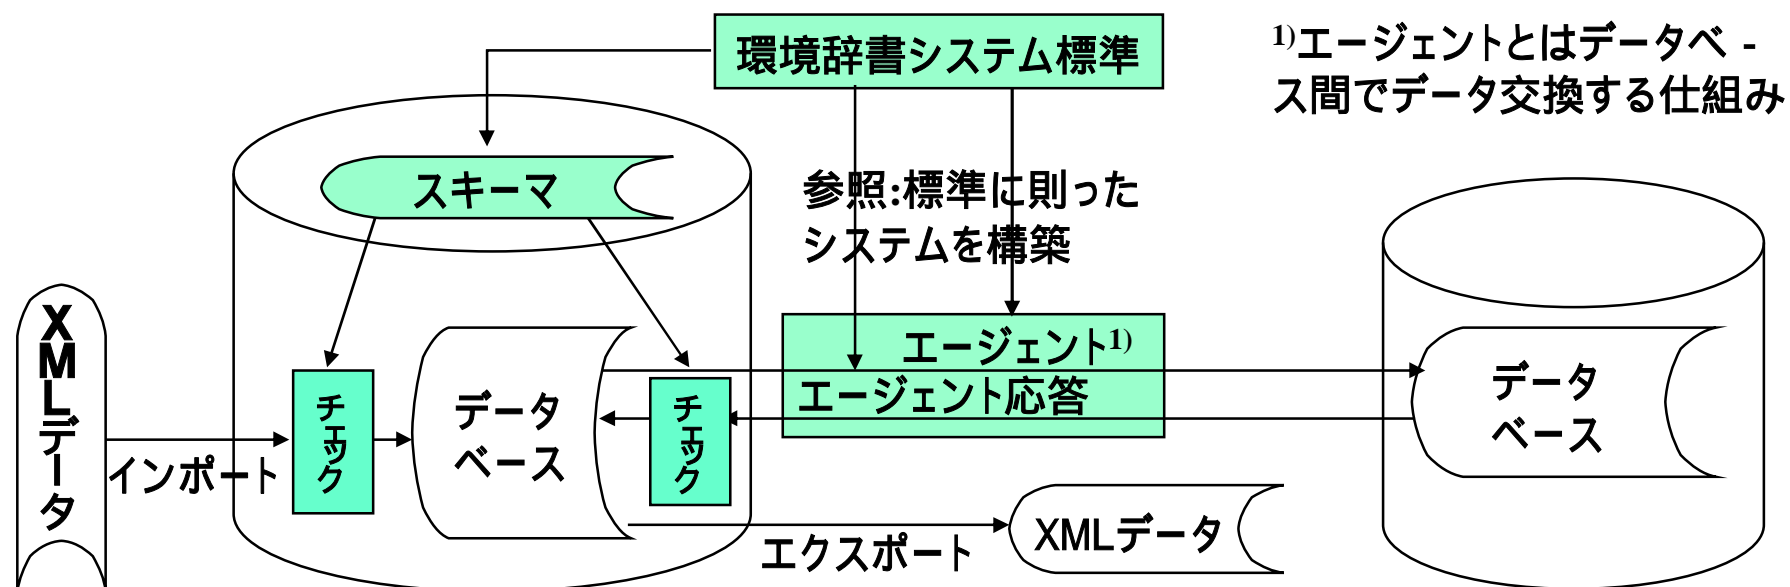 環境辞書システム標準
1)エージェントとはデータベ -
ス間でデータ交換する仕組み
スキーマ
参照:標準に則った
システムを構築
XMLデータ
インポート
チェック
データ
ベース
チェック
エージェント1)
エージェント応答
データ
ベース
エクスポート
XMLデータ